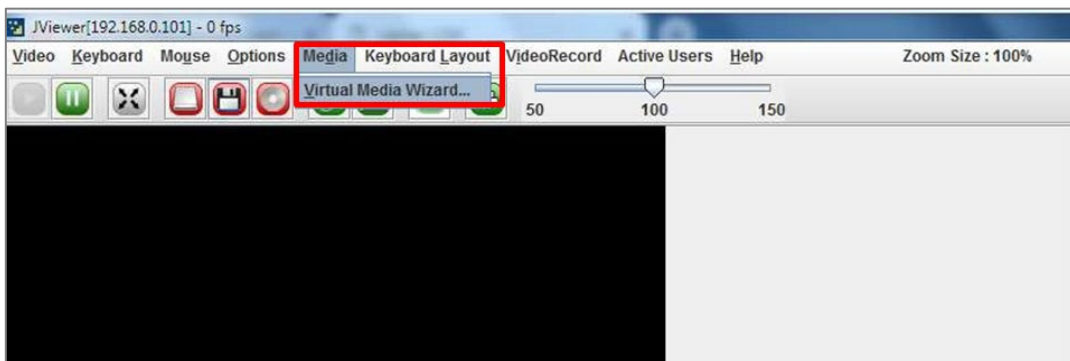 JViewer[192.168.0.101] - 0 fps
Video Keyboard Mouse Options Media Keyboard Layout VideoRecord Active Users Help Zoom Size : 100%
Virtual Media Wizard...
50 100 150